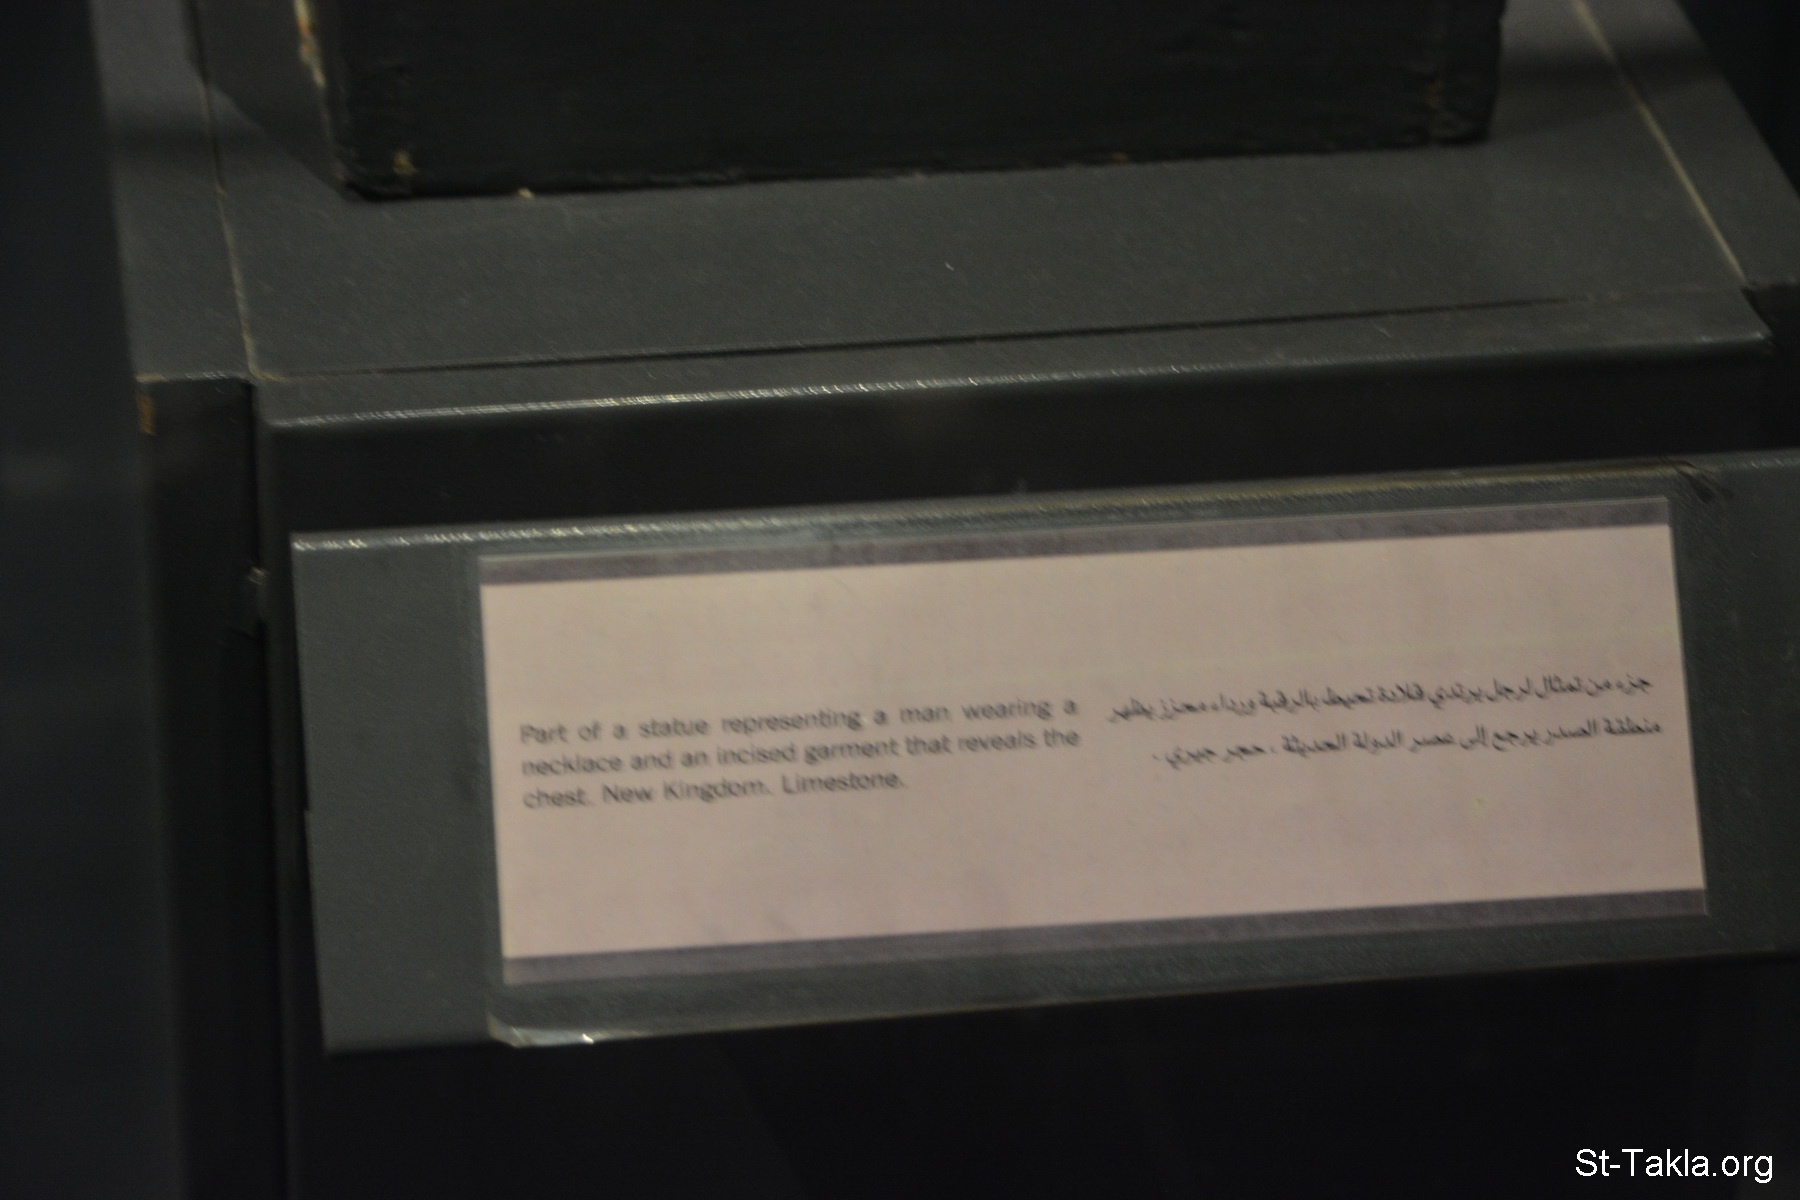 Part of a statue representing a man wearing a
necklace and an incised garment that reveals the
chest. New Kingdom. Limestone.
جزء من تمثال لرجل يرتدي قلادة تحيط بالرقبة ورداء محزز يظهر
منطقة الصدر يرجع إلى عصر الدولة الحديثة ، حجر جيري .
St-Takla.org